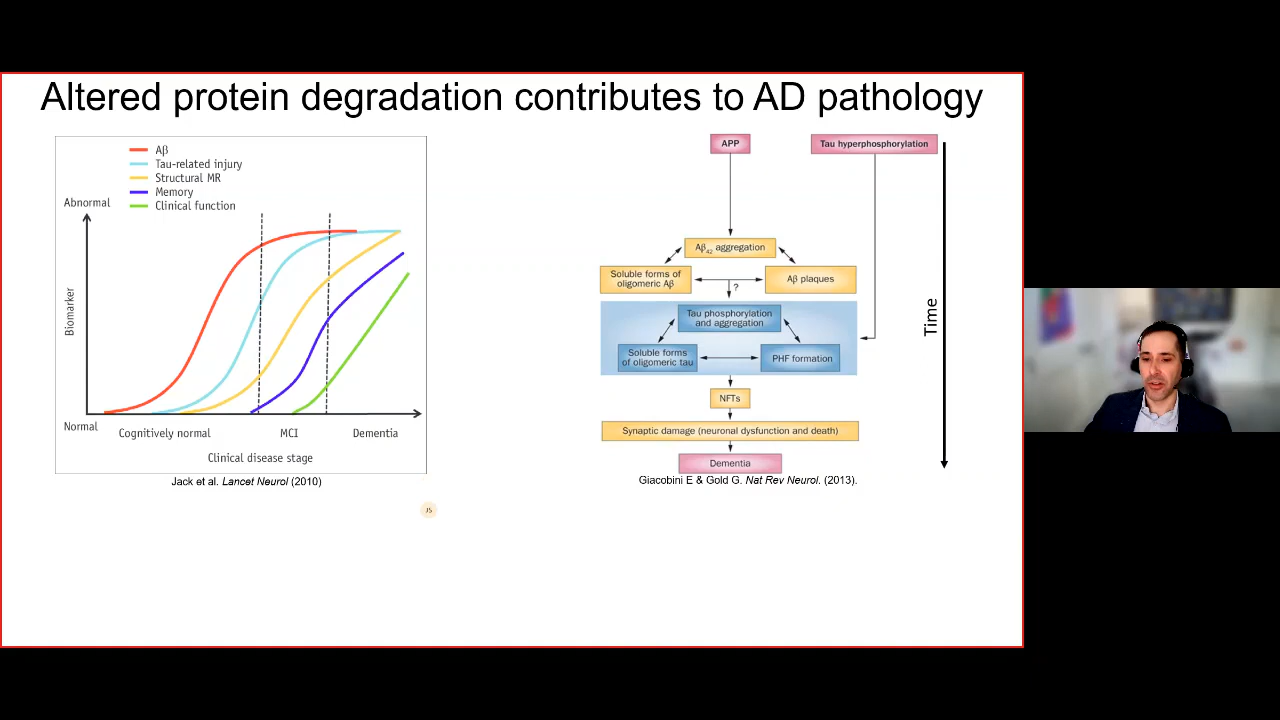 Altered protein degradation contributes to AD pathology
Aβ
Tau-related injury
Structural MR
Memory
Clinical function
Abnormal
Biomarker
Normal
Cognitively normal
MCI
Dementia
Clinical disease stage
Jack et al. Lancet Neurol (2010)
APP
Tau hyperphosphorylation
Aβ42 aggregation
Soluble forms of
oligomeric Aβ
Aβ plaques
?
Tau phosphorylation
and aggregation
Soluble forms
of oligomeric tau
PHF formation
NFTs
Synaptic damage (neuronal dysfunction and death)
Dementia
Time
Giacobini E & Gold G. Nat Rev Neurol. (2013).
JS